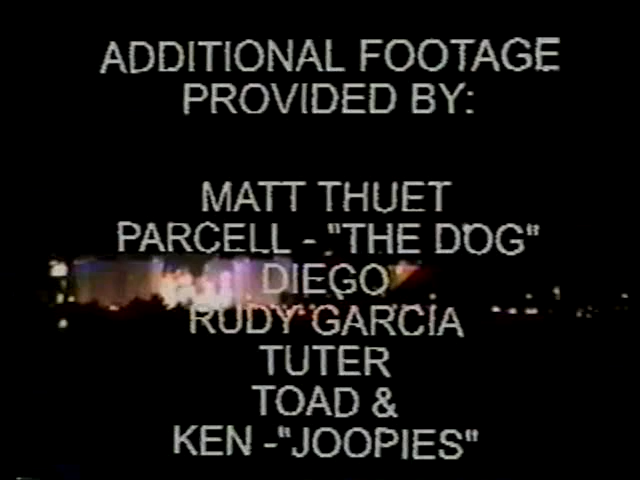 ADDITIONAL FOOTAGE
PROVIDED BY:
MATT THUET
PARCELL - "THE DOG"
DIEGO
RUDY GARCIA
TUTER
TOAD &
KEN -"JOOPIES"